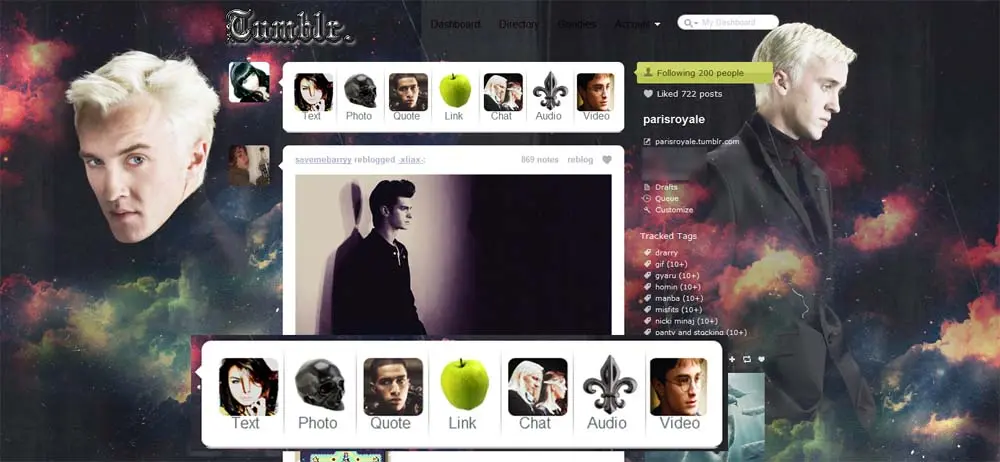 Tumblr.
Dashboard Directory Goodies Account
My Dashboard
Text Photo Quote Link Chat Audio Video
Following 200 people
Liked 722 posts
parisroyale
parisroyale.tumblr.com
savemebarryy reblogged -xliax-: 869 notes reblog
Drafts
Queue
Customize
Tracked Tags
drarry
gif (10+)
gyaru (10+)
homin (10+)
manba (10+)
misfits (10+)
nicki minaj (10+)
panty and stocking (10+)
Text Photo Quote Link Chat Audio Video